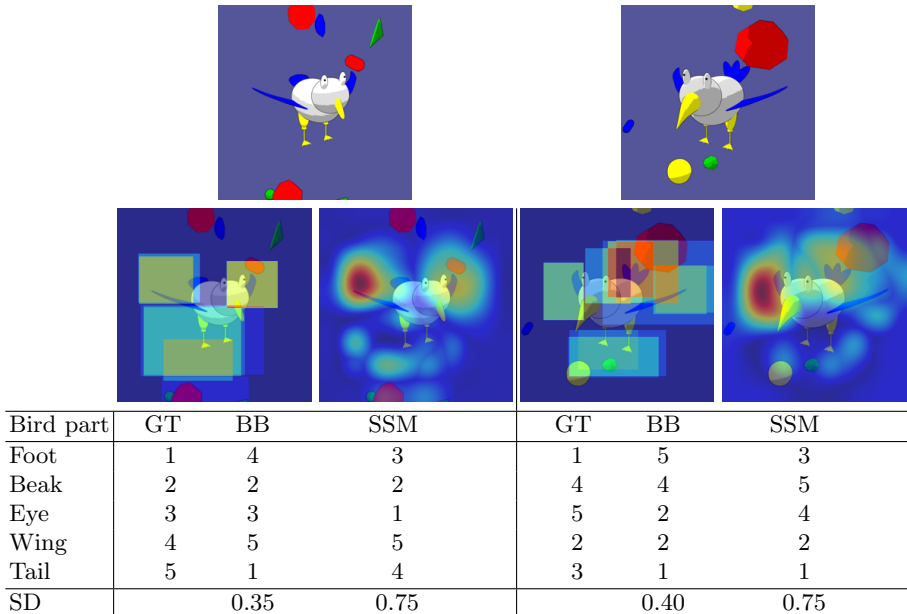 Bird part GT BB SSM GT BB SSM
Foot 1 4 3 1 5 3
Beak 2 2 2 4 4 5
Eye 3 3 1 5 2 4
Wing 4 5 5 2 2 2
Tail 5 1 4 3 1 1
SD 0.35 0.75 0.40 0.75